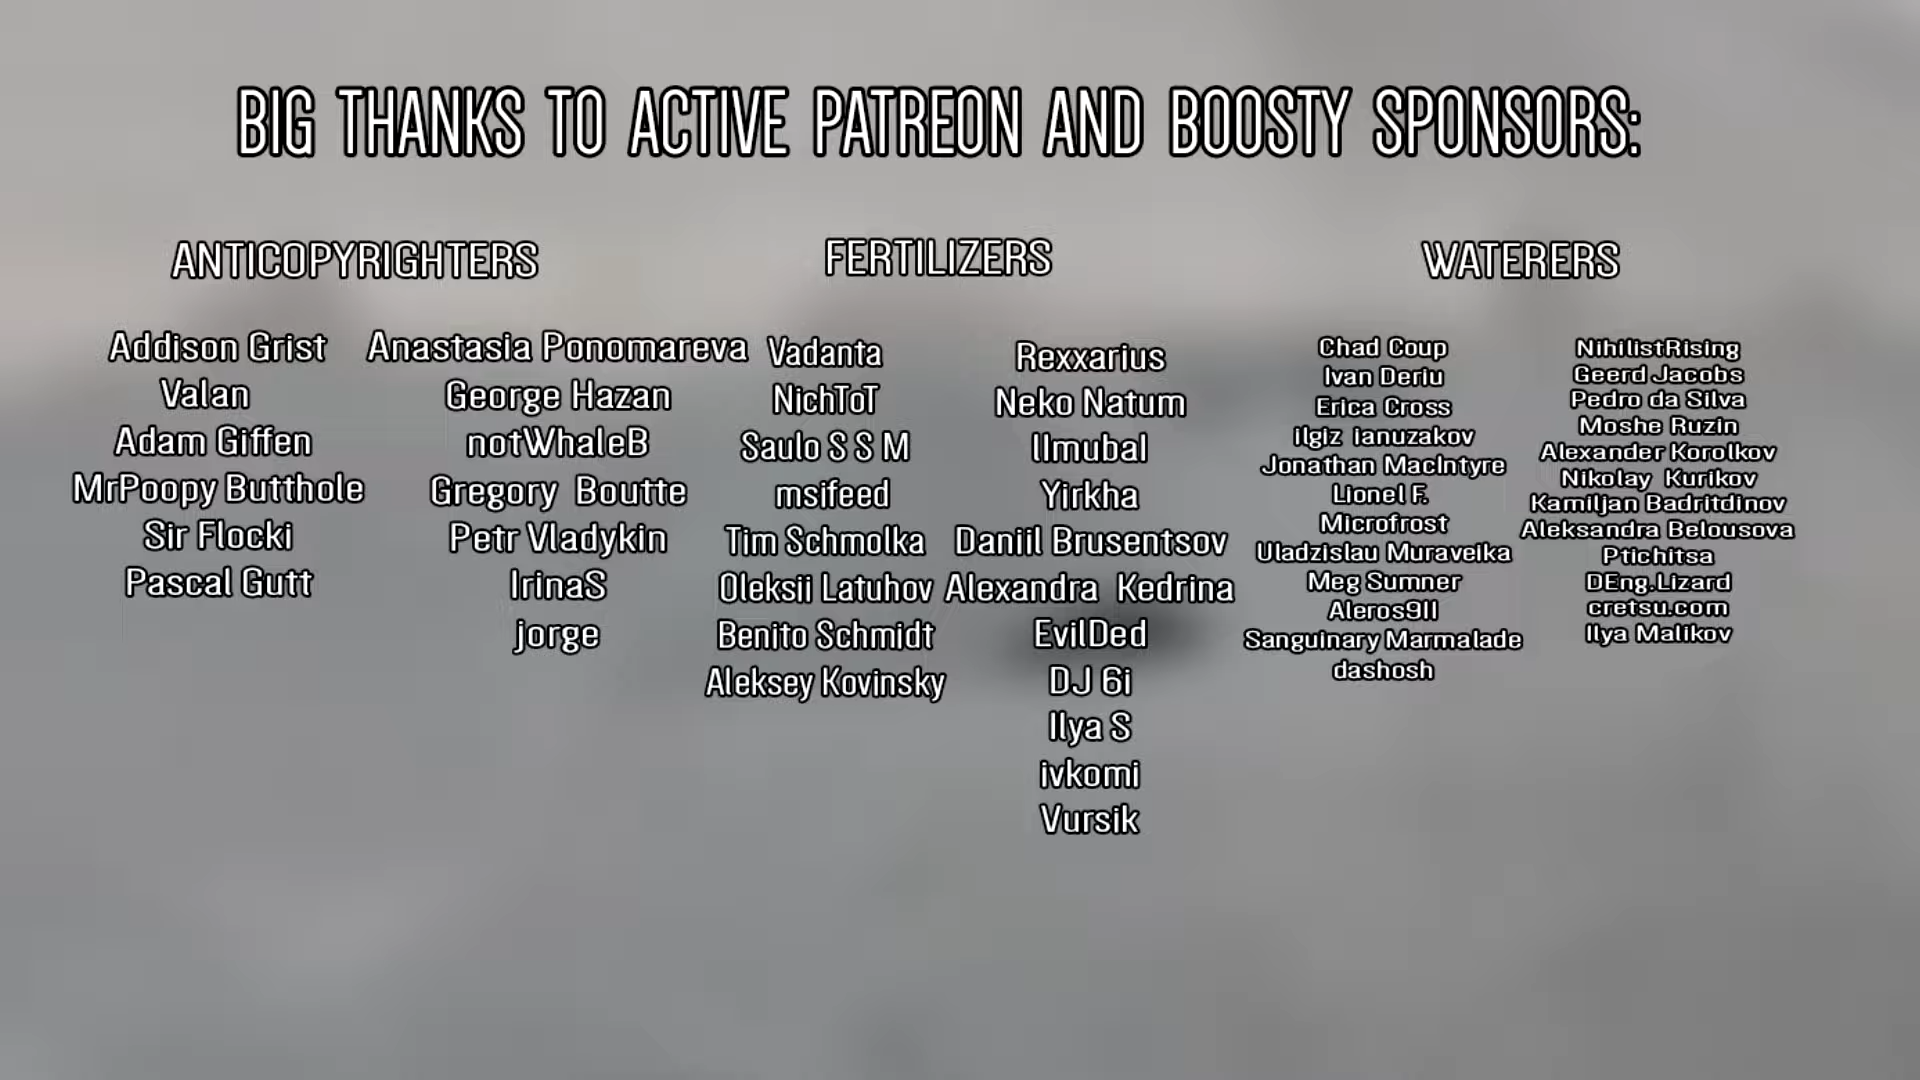 BIG THANKS TO ACTIVE PATREON AND BOOSTY SPONSORS:
ANTICOPYRIGHTERS
Addison Grist
Valan
Adam Giffen
MrPoopy Butthole
Sir Flocki
Pascal Gutt
Anastasia Ponomareva
George Hazan
notWhaleB
Gregory Boutte
Petr Vladykin
IrinaS
jorge
FERTILIZERS
Vadanta
NichToT
Saulo S S M
msifeed
Tim Schmolka
Oleksii Latuhov
Benito Schmidt
Aleksey Kovinsky
Rexxarius
Neko Natum
llmubal
Yirkha
Daniil Brusentsov
Alexandra Kedrina
EvilDed
DJ 6i
Ilya S
ivkomi
Vursik
WATERERS
Chad Coup
Ivan Deriu
Erica Cross
Ilgiz ianuzakov
Jonathan MacIntyre
Lionel F.
Microfrost
Uladzislau Muraveika
Meg Sumner
Aleros911
Sanguinary Marmalade
dashosh
NihilistRising
Geerd Jacobs
Pedro da Silva
Moshe Ruzin
Alexander Korolkov
Nikolay Kurikov
Kamiljan Badritdinov
Aleksandra Belousova
Ptichitsa
DEng.Lizard
cretsu.com
Ilya Malikov